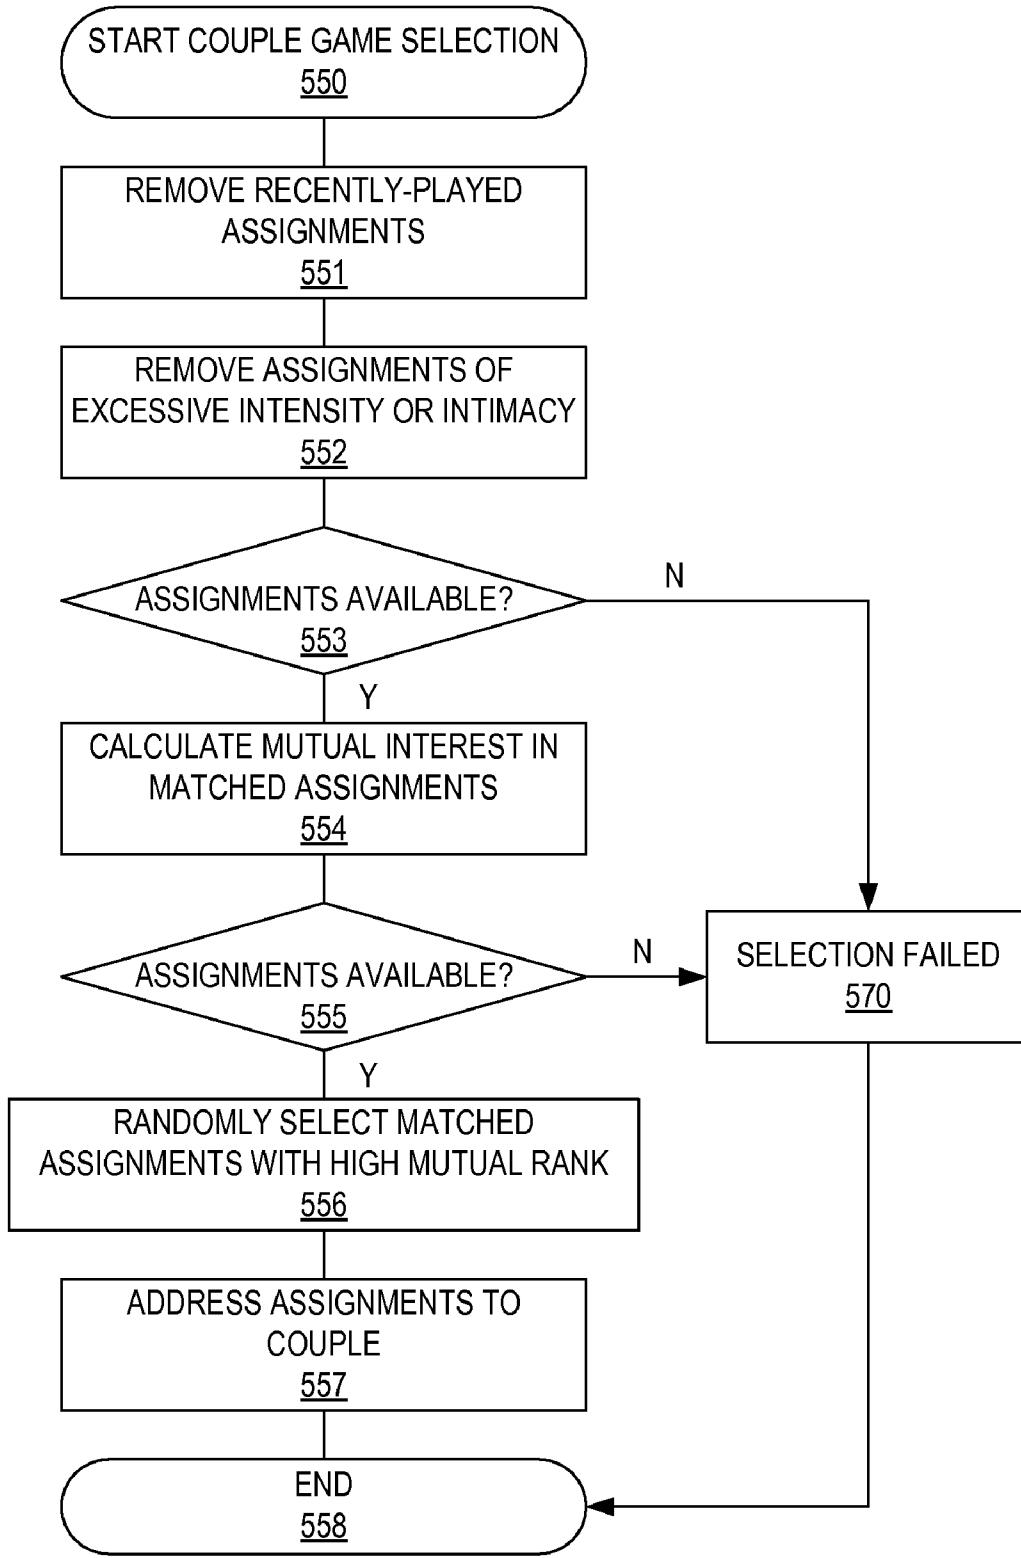 START COUPLE GAME SELECTION
550
REMOVE RECENTLY-PLAYED
ASSIGNMENTS
551
REMOVE ASSIGNMENTS OF
EXCESSIVE INTENSITY OR INTIMACY
552
ASSIGNMENTS AVAILABLE?
553
N
Y
CALCULATE MUTUAL INTEREST IN
MATCHED ASSIGNMENTS
554
ASSIGNMENTS AVAILABLE?
555
N
SELECTION FAILED
570
Y
RANDOMLY SELECT MATCHED
ASSIGNMENTS WITH HIGH MUTUAL RANK
556
ADDRESS ASSIGNMENTS TO
COUPLE
557
END
558